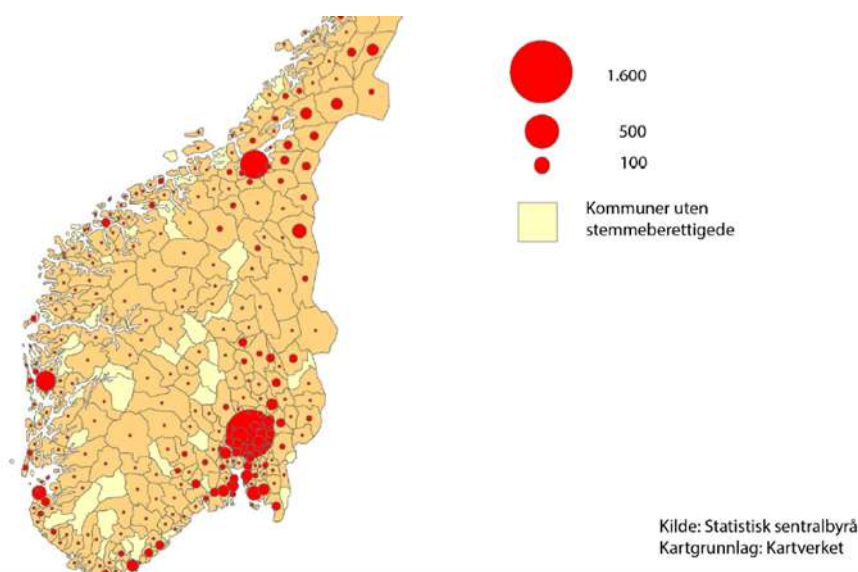 1.600
500
100
Kommuner uten
stemmeberettigede
Kilde: Statistisk sentralbyrå
Kartgrunnlag: Kartverket